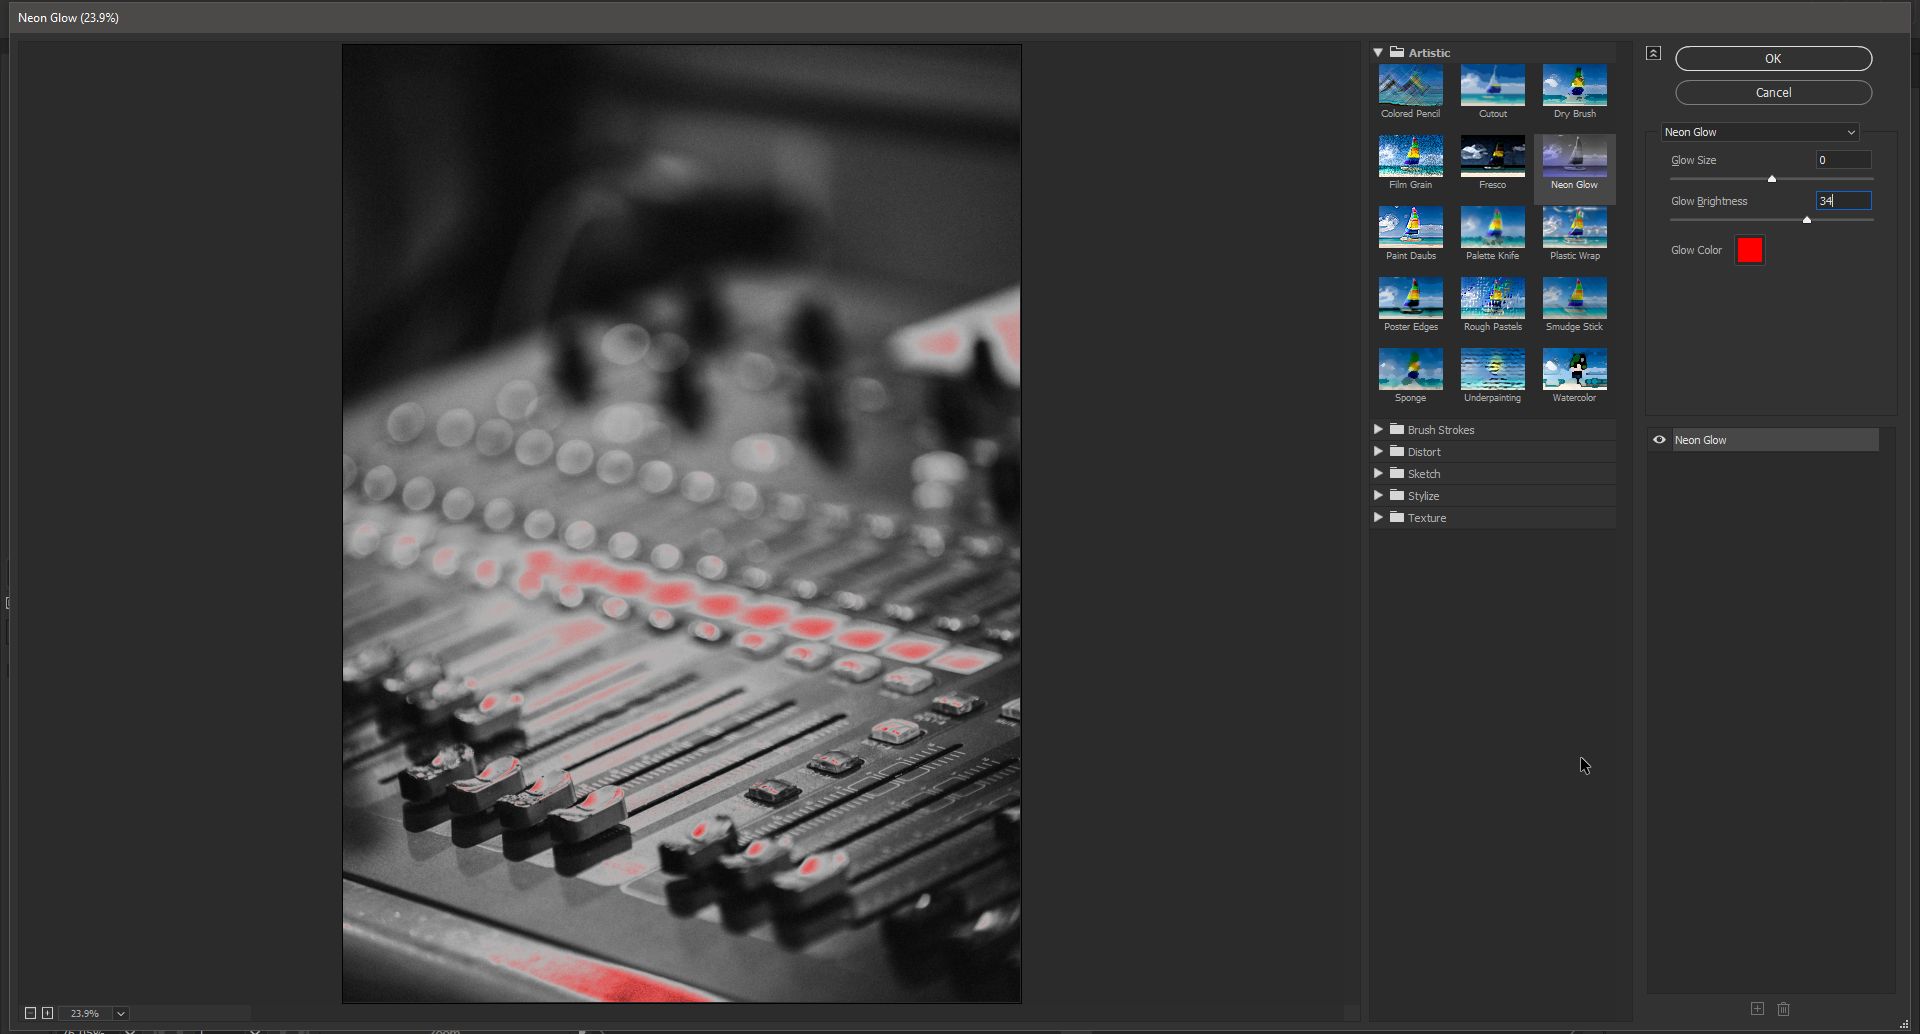 Neon Glow (23.9%)
Artistic
Colored Pencil
Cutout
Dry Brush
Film Grain
Fresco
Neon Glow
Paint Daubs
Palette Knife
Plastic Wrap
Poster Edges
Rough Pastels
Smudge Stick
Sponge
Underpainting
Watercolor
Brush Strokes
Distort
Sketch
Stylize
Texture
OK
Cancel
Neon Glow
Glow Size
0
Glow Brightness
34
Glow Color
Neon Glow
23.9%